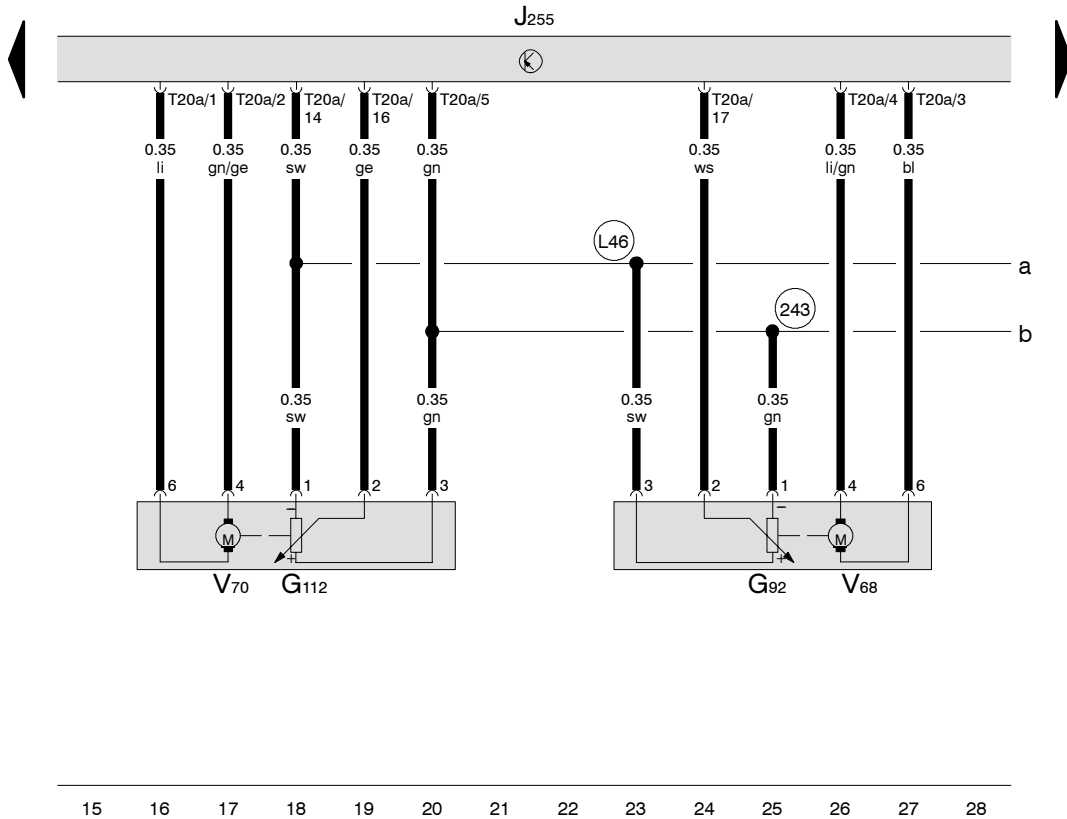 J255
T20a/1 T20a/2 T20a/ T20a/ T20a/5 T20a/ T20a/4 T20a/3
14 16 17
0.35 0.35 0.35 0.35 0.35 0.35 0.35 0.35
li gn/ge sw ge gn ws li/gn bl
L46
a
243
b
0.35 0.35 0.35 0.35
sw gn sw gn
6 4 1 2 3 3 2 1 4 6
− −
M M
+ +
V70 G112 G92 V68
15 16 17 18 19 20 21 22 23 24 25 26 27 28